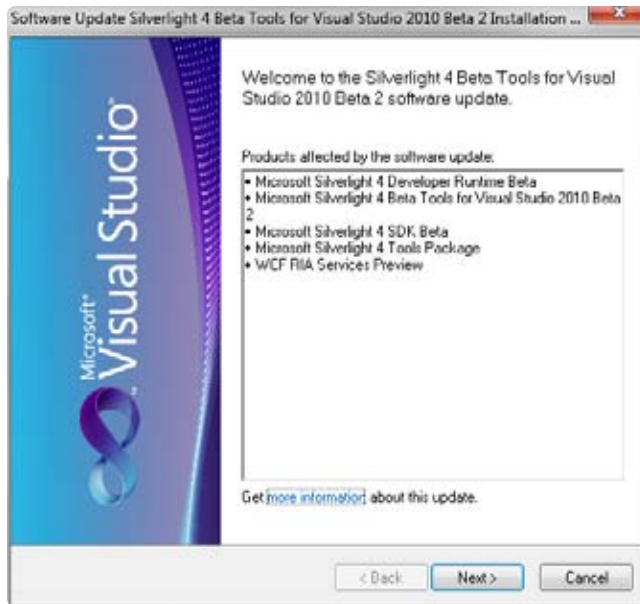 Software Update Silverlight 4 Beta Tools for Visual Studio 2010 Beta 2 Installation ...
Microsoft®
Visual Studio®
Welcome to the Silverlight 4 Beta Tools for Visual
Studio 2010 Beta 2 software update.
Products affected by the software update:
• Microsoft Silverlight 4 Developer Runtime Beta
• Microsoft Silverlight 4 Beta Tools for Visual Studio 2010 Beta
2
• Microsoft Silverlight 4 SDK Beta
• Microsoft Silverlight 4 Tools Package
• WCF RIA Services Preview
Get more information about this update.
< Back
Next >
Cancel